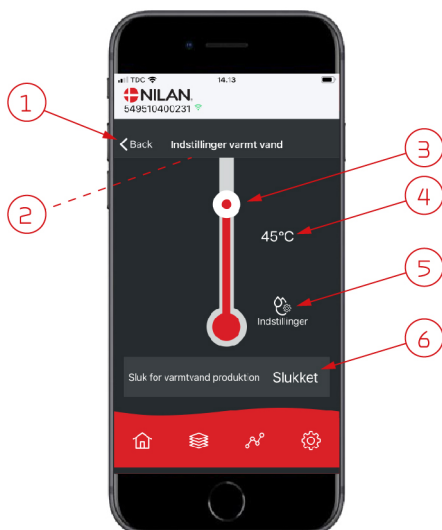 TDC 14.13
NILAN.
549510400231
Back Indstillinger varmt vand
1
2
3
4
45°C
5
Indstillinger
6
Sluk for varmtvand produktion Slukket